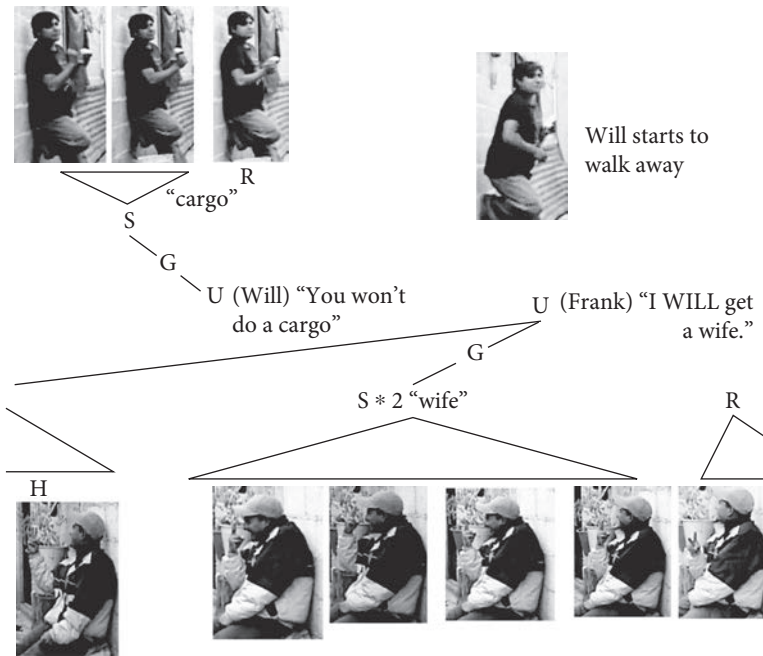 "cargo"
R
Will starts to
walk away
S
G
U (Will) “You won't
do a cargo”
U (Frank) “I WILL get
a wife.”
G
S * 2 “wife”
R
H